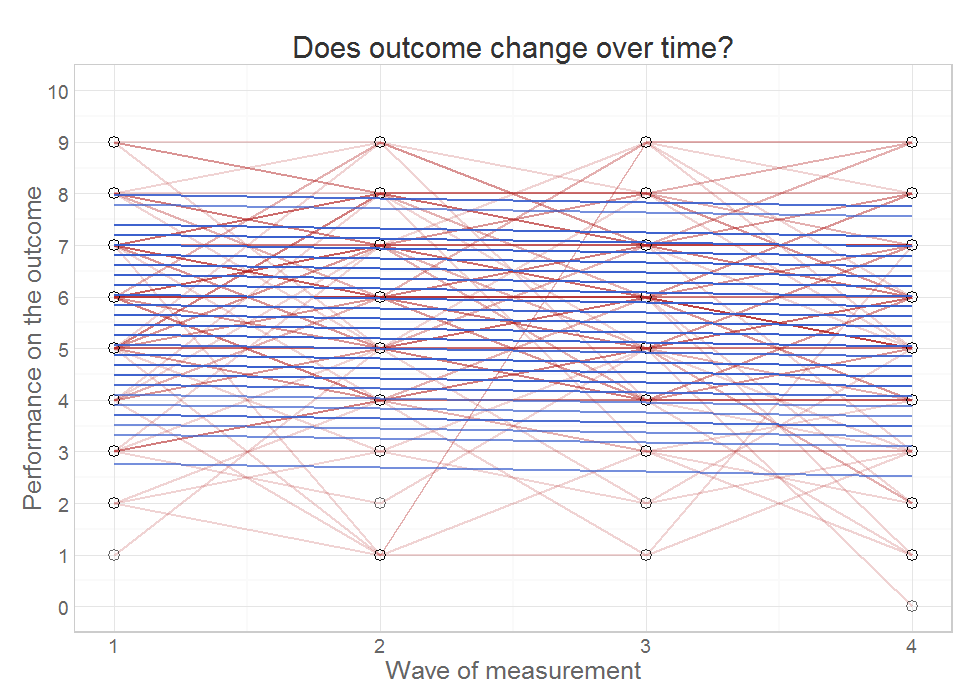 Does outcome change over time?
Performance on the outcome
10
9
8
7
6
5
4
3
2
1
0
1 2 3 4
Wave of measurement